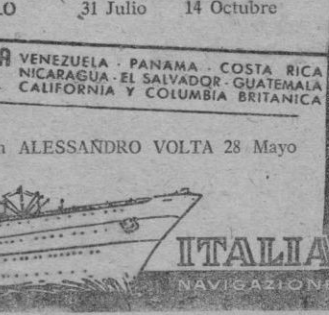 31 Julio 14 Octubre
VENEZUELA - PANAMA - COSTA RICA
NICARAGUA - EL SALVADOR - GUATEMALA
CALIFORNIA Y COLUMBIA BRITANICA
ALESSANDRO VOLTA 28 Mayo
ITALIA
NAVIGAZIONE